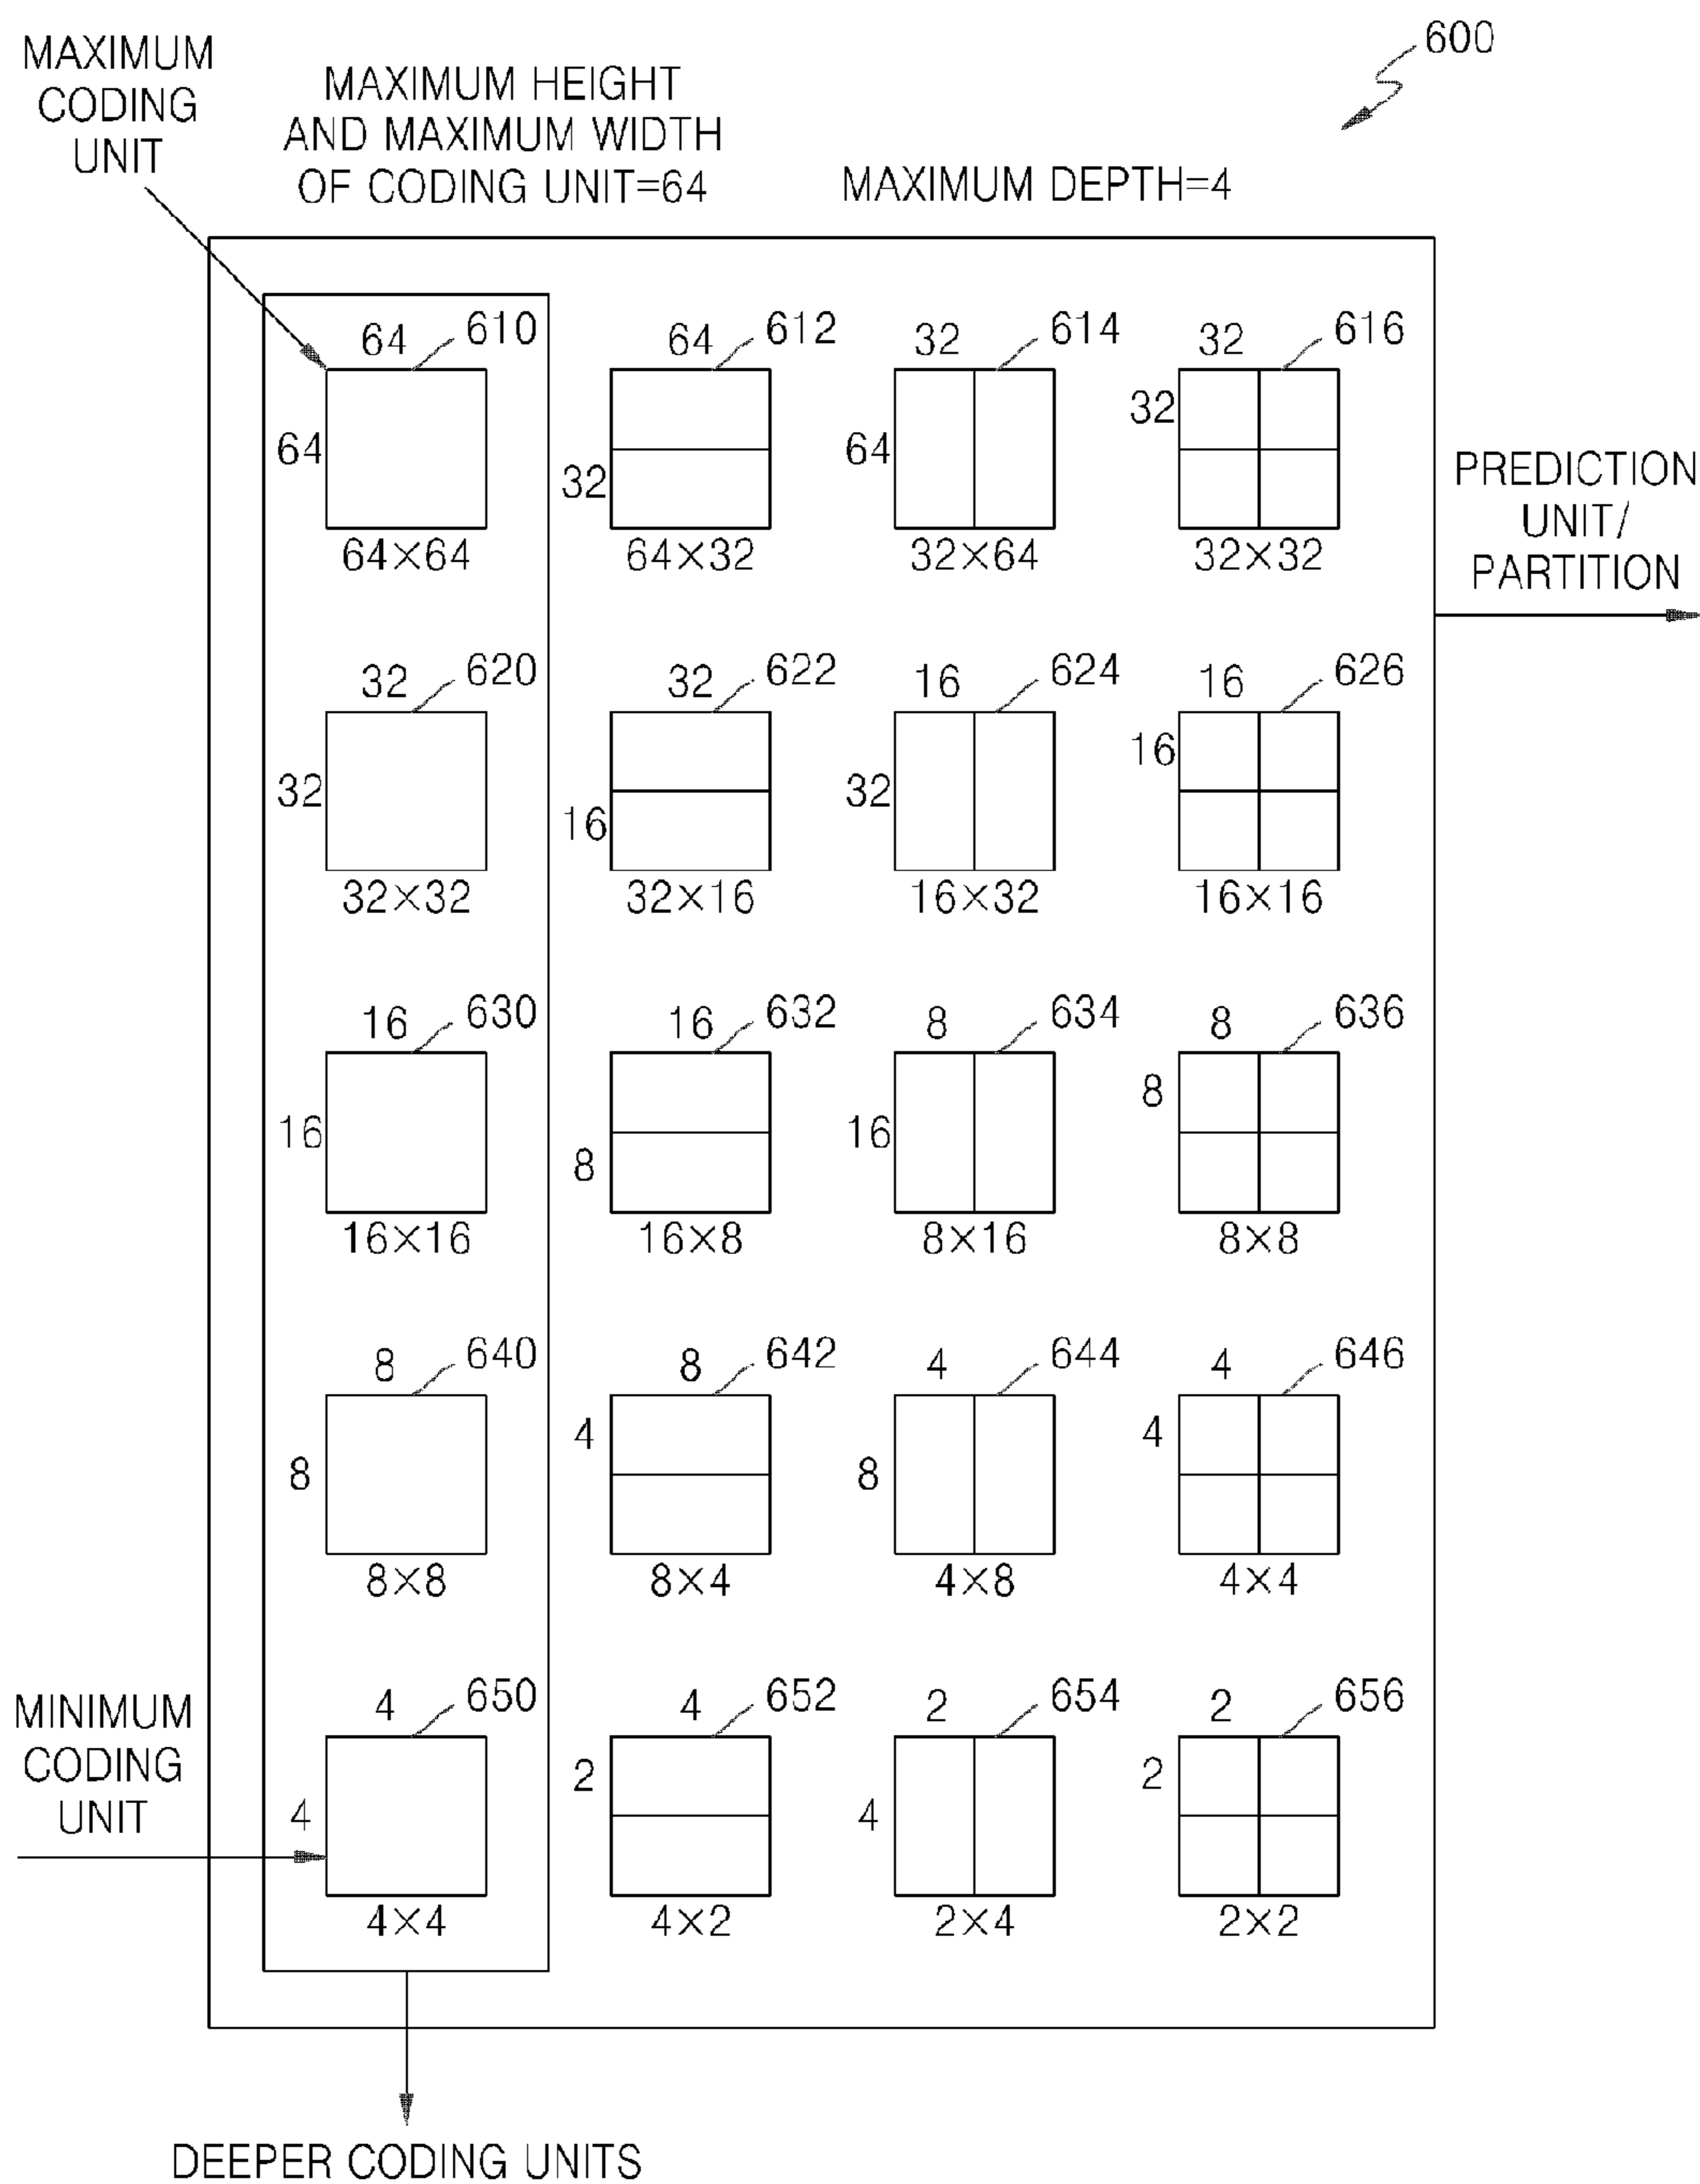 600
MAXIMUM
CODING
UNIT
MAXIMUM HEIGHT
AND MAXIMUM WIDTH
OF CODING UNIT=64
MAXIMUM DEPTH=4
64 610 64 612 32 614 32 616
64 32 64 32
64×64 64×32 32×64 32×32
PREDICTION
UNIT/
PARTITION
32 620 32 622 16 624 16 626
32 16 32 16
32×32 32×16 16×32 16×16
16 630 16 632 8 634 8 636
16 8 16 8
16×16 16×8 8×16 8×8
8 640 8 642 4 644 4 646
8 4 8 4
8×8 8×4 4×8 4×4
MINIMUM
CODING
UNIT
4 650 4 652 2 654 2 656
4 2 4 2
4×4 4×2 2×4 2×2
DEEPER CODING UNITS